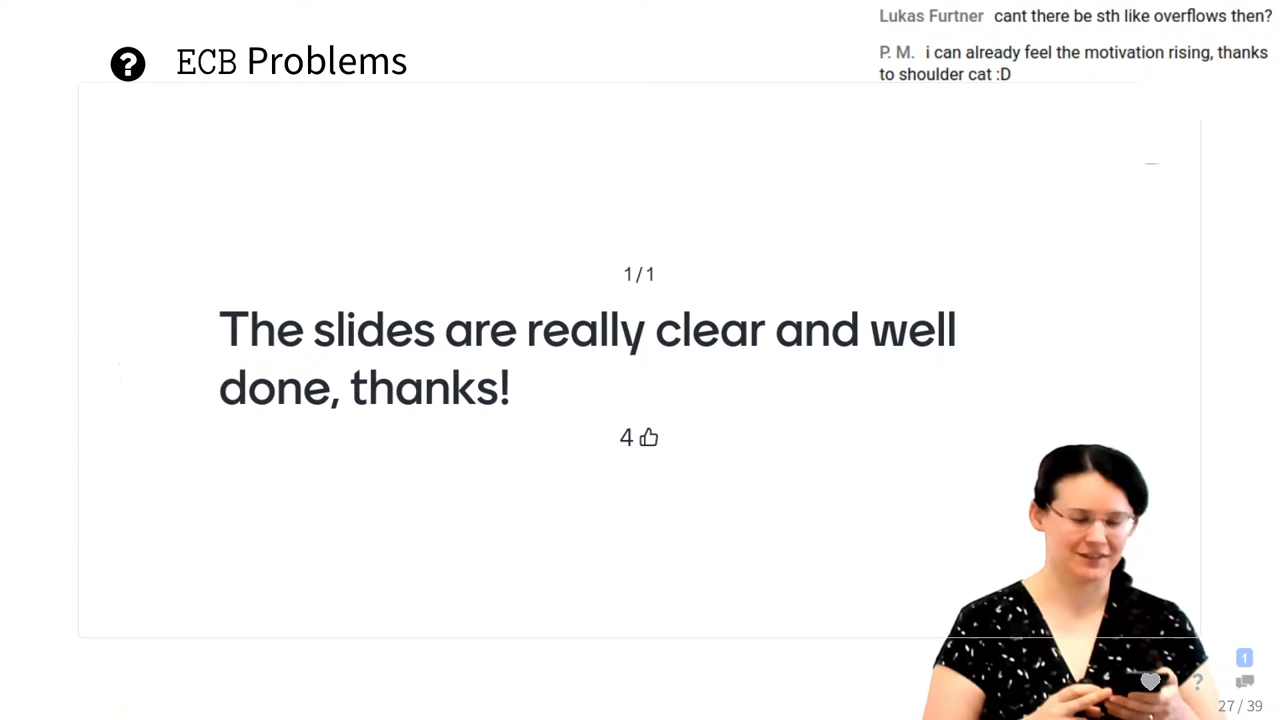 Lukas Furtner cant there be sth like overflows then?
P. M. i can already feel the motivation rising, thanks
to shoulder cat :D
? ECB Problems
1/1
The slides are really clear and well
done, thanks!
4
1
?
27 / 39